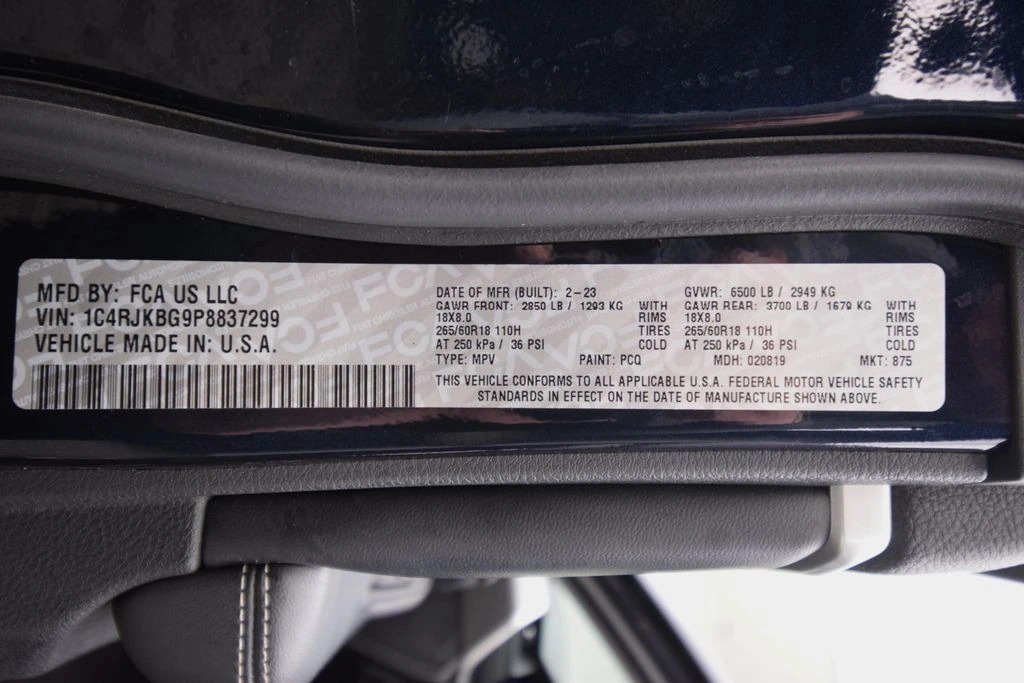 MFD BY: FCA US LLC
VIN: 1C4RJKBG9P8837299
VEHICLE MADE IN: U.S.A.
DATE OF MFR (BUILT): 2-23 GVWR: 6500 LB / 2949 KG
GAWR FRONT: 2850 LB / 1293 KG WITH GAWR REAR: 3700 LB / 1679 KG WITH
18X8.0 RIMS 18X8.0 RIMS
265/60R18 110H TIRES 265/60R18 110H TIRES
AT 250 kPa / 36 PSI COLD AT 250 kPa / 36 PSI COLD
TYPE: MPV PAINT: PCQ MDH: 020819 MKT: 875
THIS VEHICLE CONFORMS TO ALL APPLICABLE U.S.A. FEDERAL MOTOR VEHICLE SAFETY
STANDARDS IN EFFECT ON THE DATE OF MANUFACTURE SHOWN ABOVE.